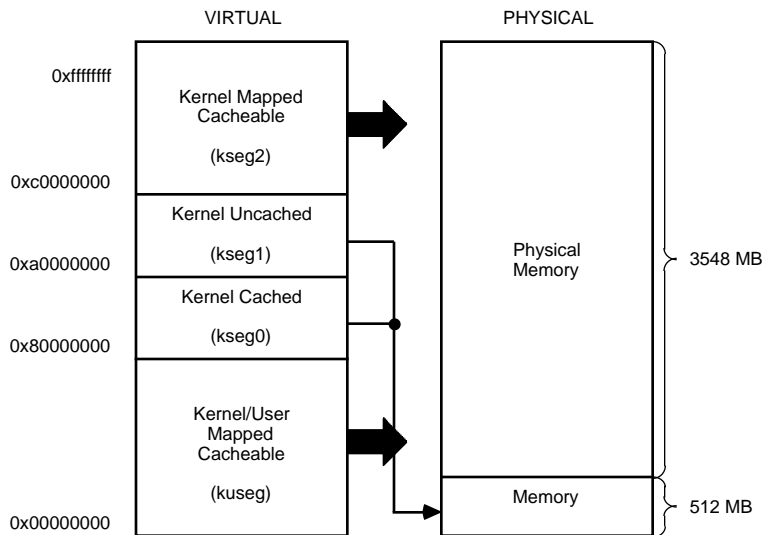 VIRTUAL
PHYSICAL
0xffffffff
Kernel Mapped
Cacheable
(kseg2)
0xc0000000
Kernel Uncached
(kseg1)
0xa0000000
Kernel Cached
(kseg0)
0x80000000
Kernel/User
Mapped
Cacheable
(kuseg)
0x00000000
Physical
Memory
3548 MB
Memory
512 MB